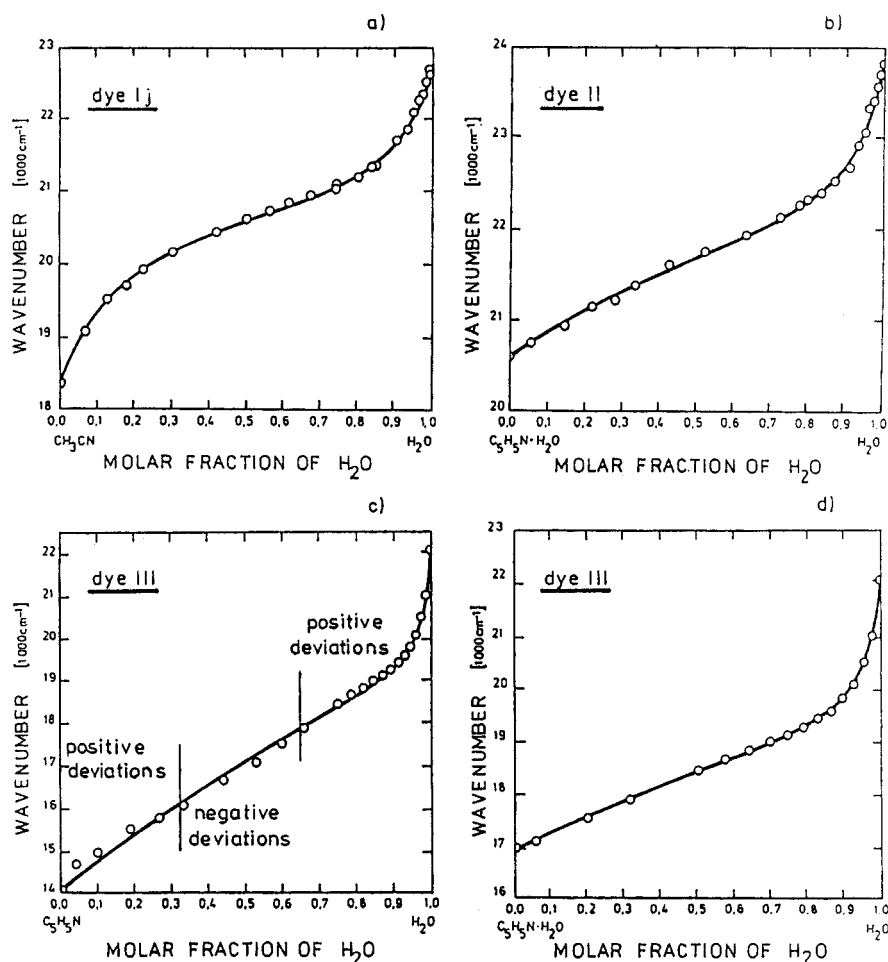 a)
23
22
21
20
19
18
WAVENUMBER [1000cm⁻¹]
dye Ij
0.0 0,1 0,2 0,3 0,4 0,5 0,6 0,7 0,8 0,9 1,0
CH₃CN H₂O
MOLAR FRACTION OF H₂O
b)
24
23
22
21
20
WAVENUMBER [1000cm⁻¹]
dye II
0.0 0,1 0,2 0,3 0,4 0,5 0,6 0,7 0,8 0,9 1,0
C₅H₅N·H₂O H₂O
MOLAR FRACTION OF H₂O
c)
22
21
20
19
18
17
16
15
14
WAVENUMBER [1000cm⁻¹]
dye III
positive
deviations
positive
deviations
negative
deviations
0.0 0,1 0,2 0,3 0,4 0,5 0,6 0,7 0,8 0,9 1.0
C₅H₅N H₂O
MOLAR FRACTION OF H₂O
d)
23
22
21
20
19
18
17
16
WAVENUMBER [1000cm⁻¹]
dye III
0.0 0,1 0,2 0,3 0,4 0,5 0,6 0,7 0,8 0,9 1.0
C₅H₅N·H₂O H₂O
MOLAR FRACTION OF H₂O